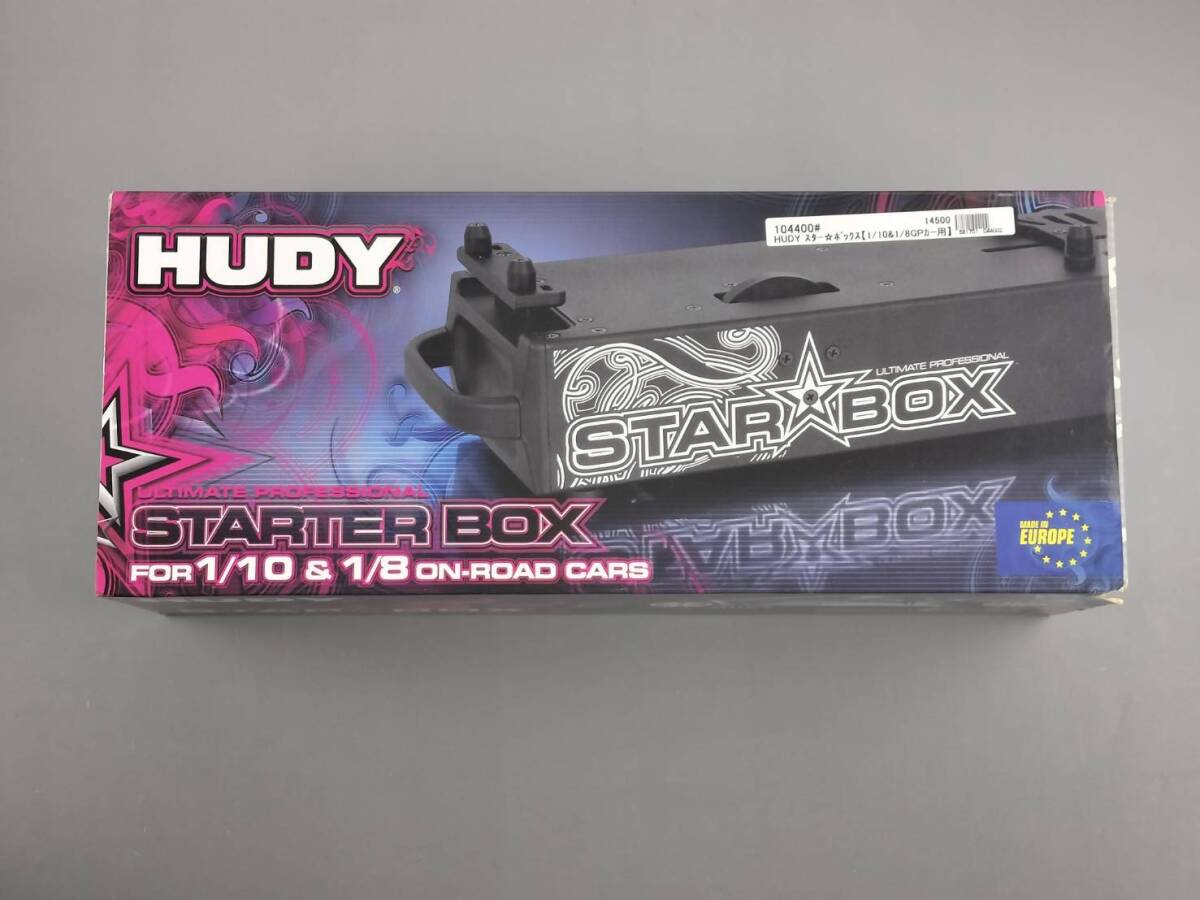 HUDY
®
104400# 14500
HUDY スター☆ボックス【1/10&1/8GPカー用】
ULTIMATE PROFESSIONAL
STAR☆BOX
ULTIMATE PROFESSIONAL
STARTER BOX
FOR 1/10 & 1/8 ON-ROAD CARS
MADE IN
EUROPE